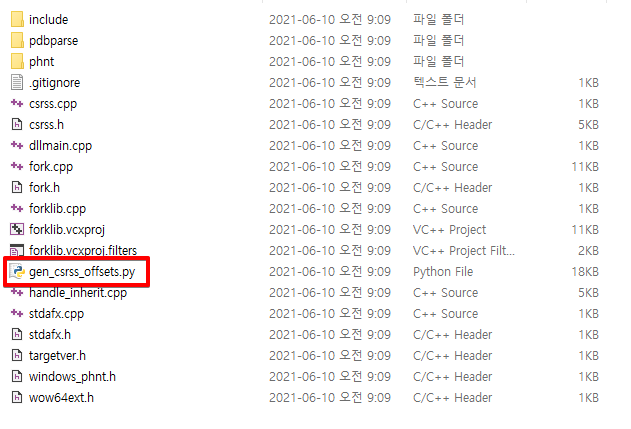 include 2021-06-10 오전 9:09 파일 폴더
pdbparse 2021-06-10 오전 9:09 파일 폴더
phnt 2021-06-10 오전 9:09 파일 폴더
.gitignore 2021-06-10 오전 9:09 텍스트 문서 1KB
csrss.cpp 2021-06-10 오전 9:09 C++ Source 1KB
csrss.h 2021-06-10 오전 9:09 C/C++ Header 5KB
dllmain.cpp 2021-06-10 오전 9:09 C++ Source 1KB
fork.cpp 2021-06-10 오전 9:09 C++ Source 11KB
fork.h 2021-06-10 오전 9:09 C/C++ Header 1KB
forklib.cpp 2021-06-10 오전 9:09 C++ Source 1KB
forklib.vcxproj 2021-06-10 오전 9:09 VC++ Project 11KB
forklib.vcxproj.filters 2021-06-10 오전 9:09 VC++ Project Filt... 2KB
gen_csrss_offsets.py 2021-06-10 오전 9:09 Python File 18KB
handle_inherit.cpp 2021-06-10 오전 9:09 C++ Source 5KB
stdafx.cpp 2021-06-10 오전 9:09 C++ Source 1KB
stdafx.h 2021-06-10 오전 9:09 C/C++ Header 1KB
targetver.h 2021-06-10 오전 9:09 C/C++ Header 1KB
windows_phnt.h 2021-06-10 오전 9:09 C/C++ Header 1KB
wow64ext.h 2021-06-10 오전 9:09 C/C++ Header 1KB